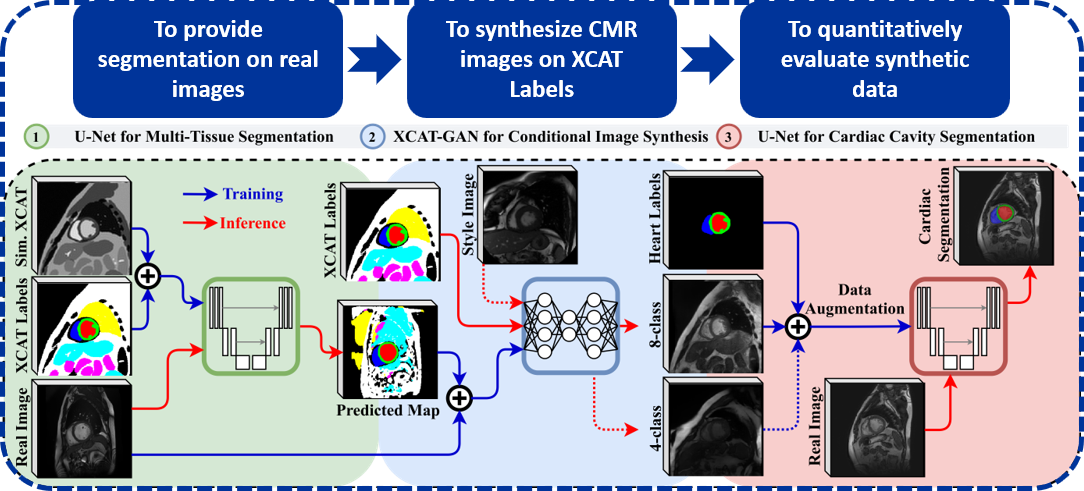 To provide
segmentation on real
images
To synthesize CMR
images on XCAT
Labels
To quantitatively
evaluate synthetic
data
1 U-Net for Multi-Tissue Segmentation
2 XCAT-GAN for Conditional Image Synthesis
3 U-Net for Cardiac Cavity Segmentation
Sim. XCAT
XCAT Labels
Real Image
Training
Inference
XCAT Labels
Predicted Map
Style Image
Heart Labels
8-class
4-class
Data
Augmentation
Real Image
Cardiac
Segmentation